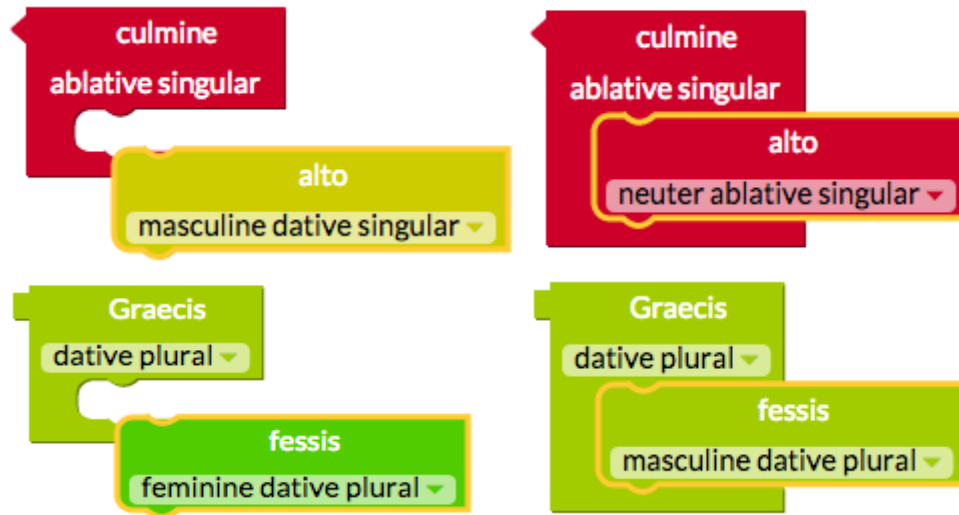 culmine
ablative singular
alto
masculine dative singular
culmine
ablative singular
alto
neuter ablative singular
Graecis
dative plural
fessis
feminine dative plural
Graecis
dative plural
fessis
masculine dative plural